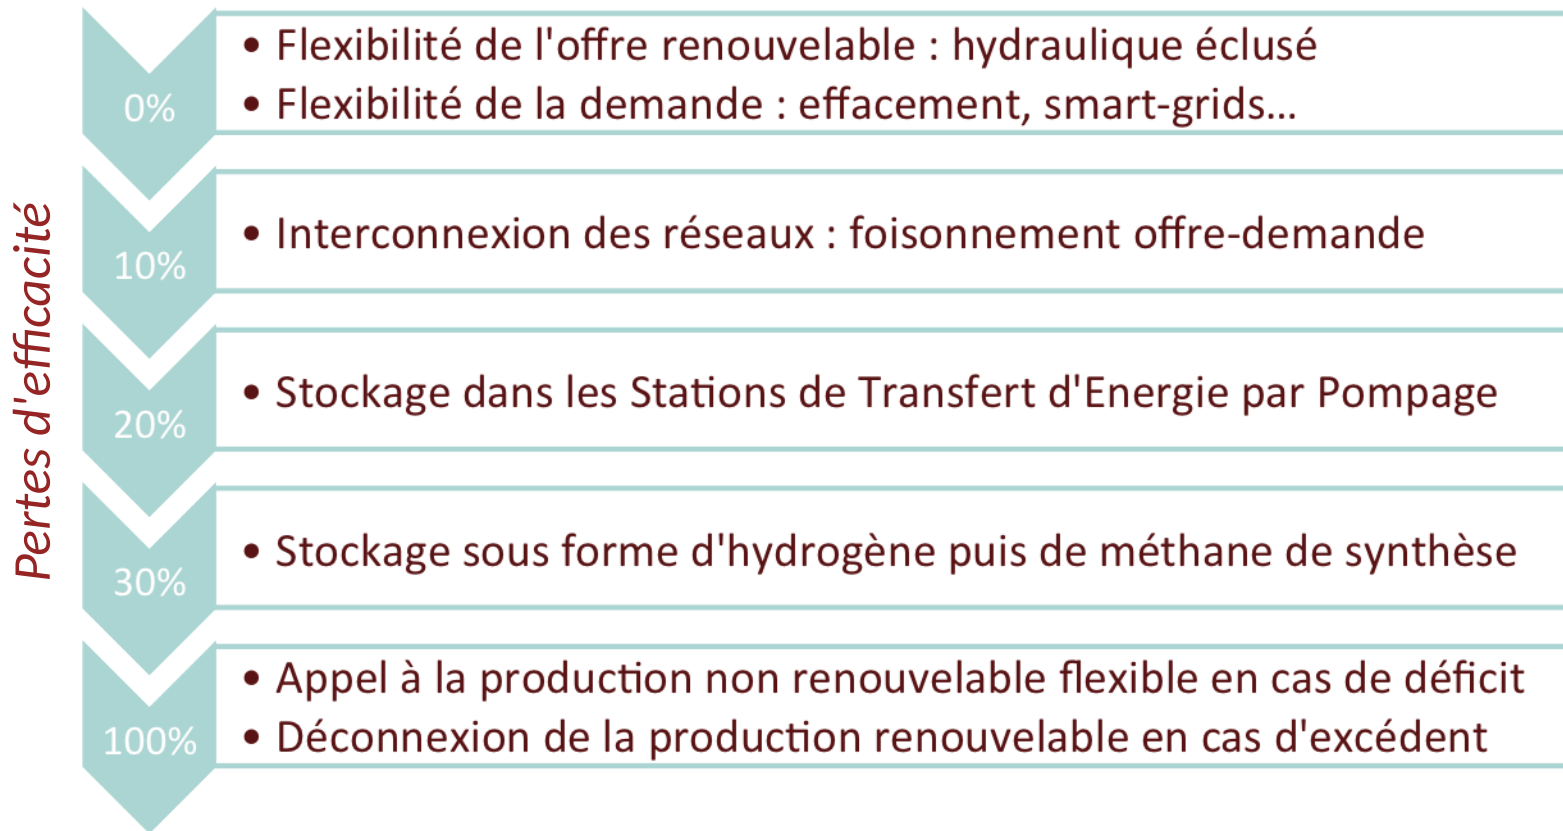 Pertes d'efficacité
0%
• Flexibilité de l'offre renouvelable : hydraulique éclusé
• Flexibilité de la demande : effacement, smart-grids...
10%
• Interconnexion des réseaux : foisonnement offre-demande
20%
• Stockage dans les Stations de Transfert d'Energie par Pompage
30%
• Stockage sous forme d'hydrogène puis de méthane de synthèse
100%
• Appel à la production non renouvelable flexible en cas de déficit
• Déconnexion de la production renouvelable en cas d'excédent